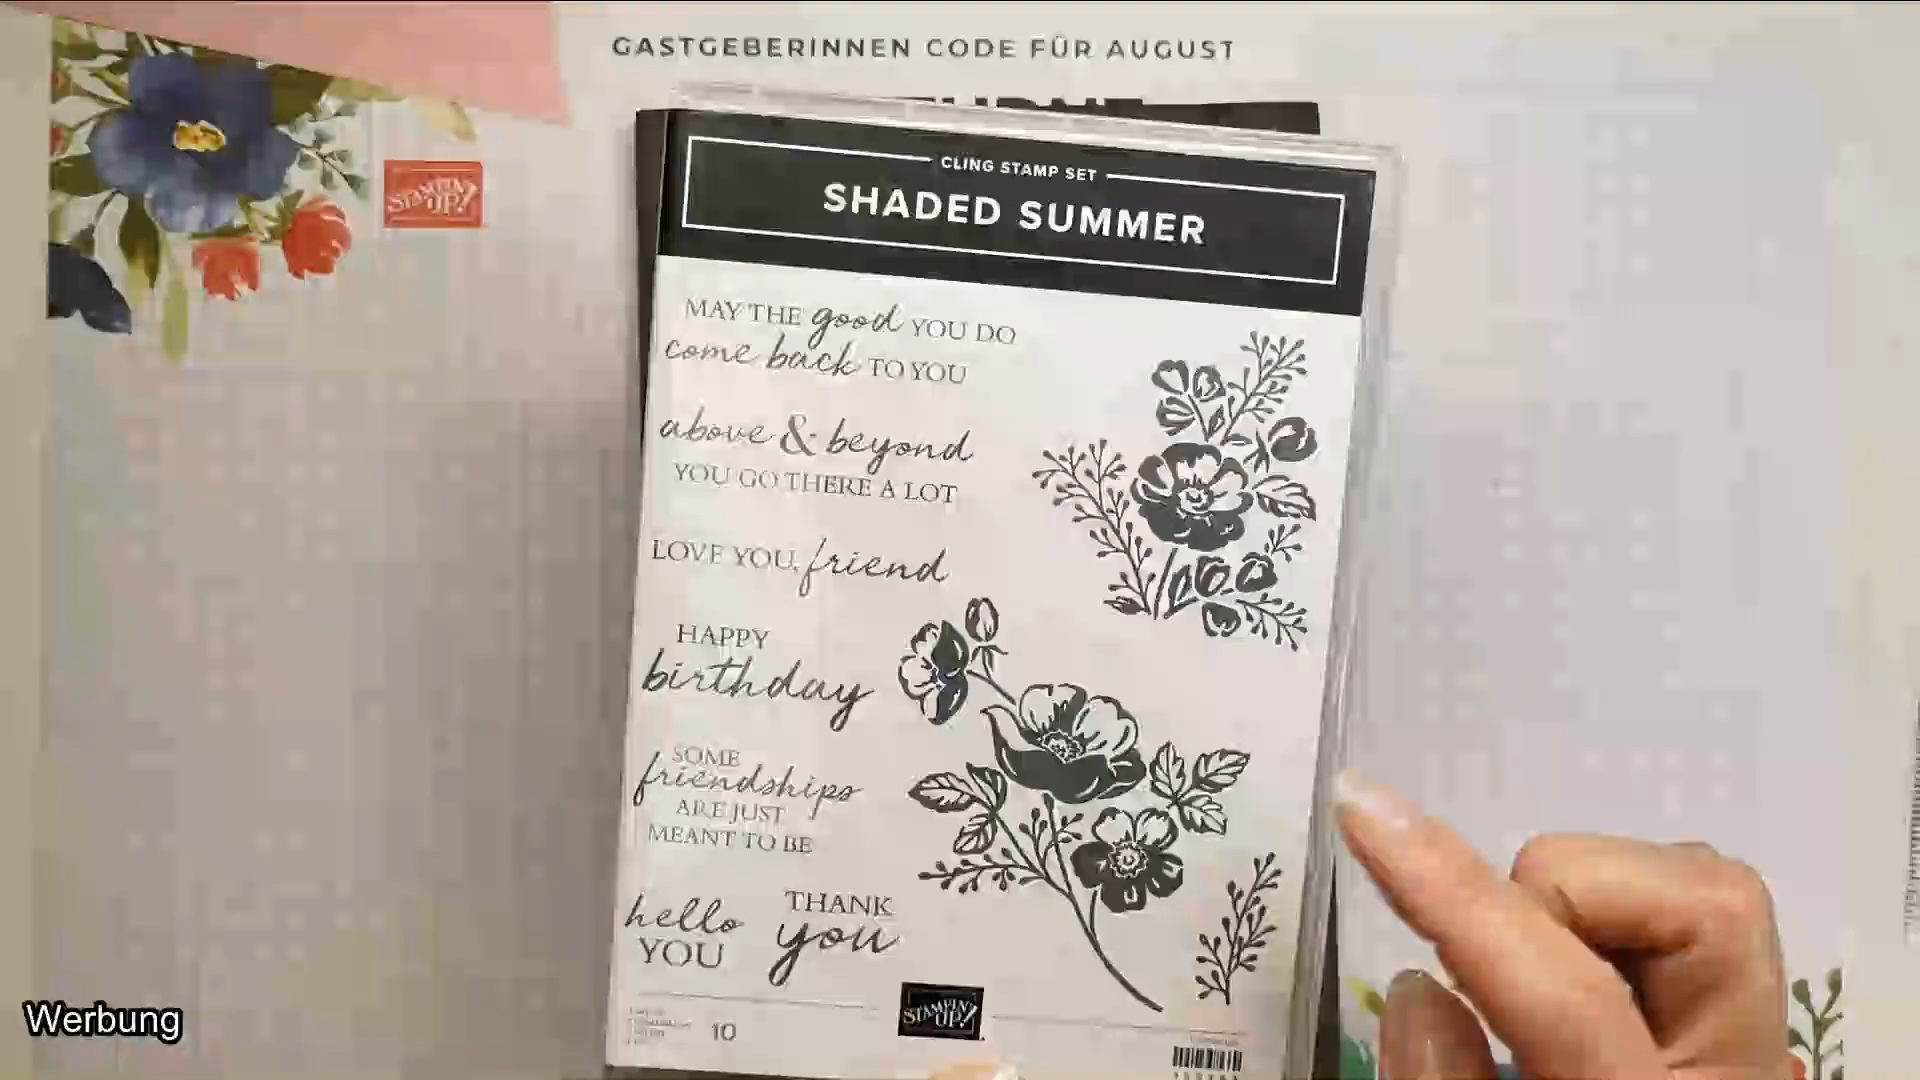 GASTGEBERINNEN CODE FÜR AUGUST
STAMPIN' UP!
CLING STAMP SET
SHADED SUMMER
MAY THE good YOU DO
come back TO YOU
above & beyond
YOU GO THERE A LOT
LOVE YOU, friend
HAPPY
birthday
SOME
friendships
ARE JUST
MEANT TO BE
hello
YOU
THANK
you
10
STAMPIN' UP!
Werbung